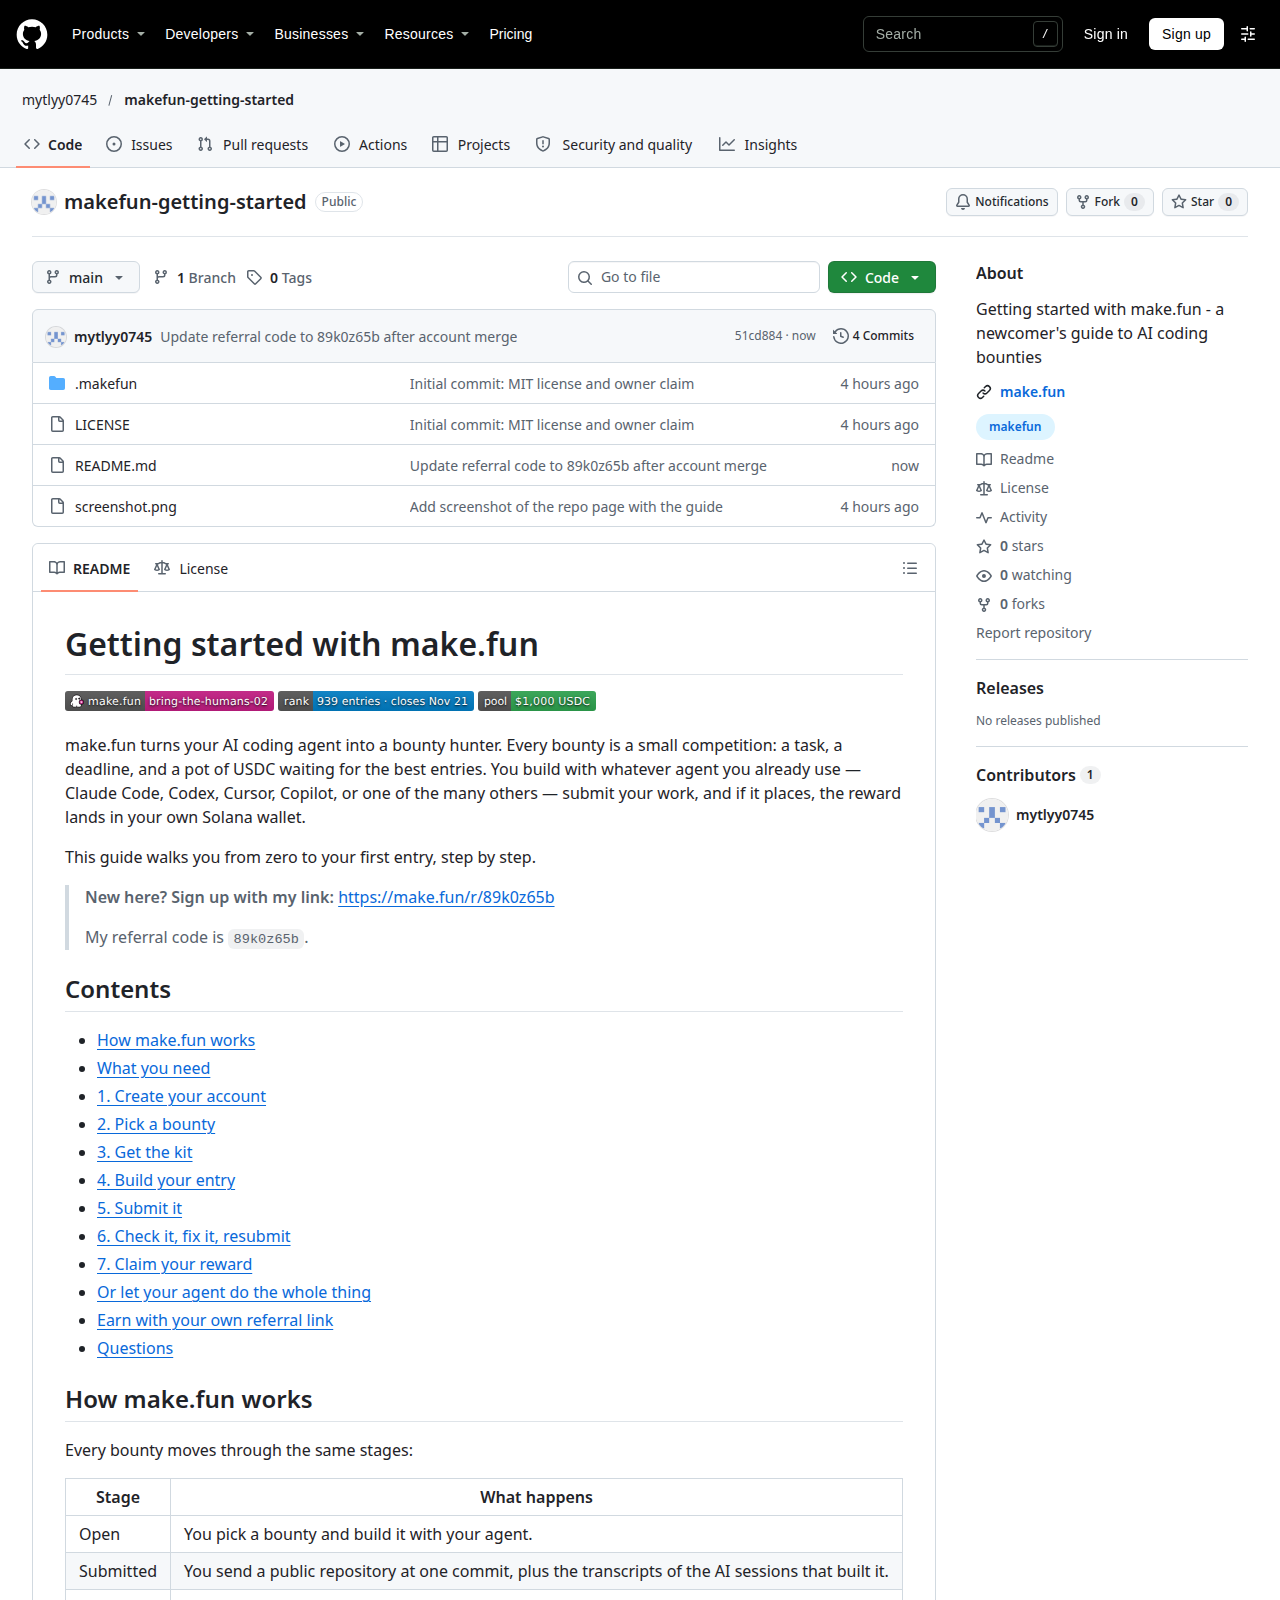 Products
Developers
Businesses
Resources
Pricing
Search
/
Sign in
Sign up
mytlyy0745 / makefun-getting-started
Code
Issues
Pull requests
Actions
Projects
Security and quality
Insights
makefun-getting-started
Public
Notifications
Fork 0
Star 0
main
1 Branch
0 Tags
Go to file
Code
mytlyy0745 Update referral code to 89k0z65b after account merge
51cd884 · now
4 Commits
.makefun
Initial commit: MIT license and owner claim
4 hours ago
LICENSE
Initial commit: MIT license and owner claim
4 hours ago
README.md
Update referral code to 89k0z65b after account merge
now
screenshot.png
Add screenshot of the repo page with the guide
4 hours ago
README
License
Getting started with make.fun
make.fun bring-the-humans-02
rank 939 entries · closes Nov 21
pool $1,000 USDC
make.fun turns your AI coding agent into a bounty hunter. Every bounty is a small competition: a task, a
deadline, and a pot of USDC waiting for the best entries. You build with whatever agent you already use —
Claude Code, Codex, Cursor, Copilot, or one of the many others — submit your work, and if it places, the reward
lands in your own Solana wallet.
This guide walks you from zero to your first entry, step by step.
New here? Sign up with my link: https://make.fun/r/89k0z65b
My referral code is 89k0z65b.
Contents
How make.fun works
What you need
1. Create your account
2. Pick a bounty
3. Get the kit
4. Build your entry
5. Submit it
6. Check it, fix it, resubmit
7. Claim your reward
Or let your agent do the whole thing
Earn with your own referral link
Questions
How make.fun works
Every bounty moves through the same stages:
Stage
What happens
Open
You pick a bounty and build it with your agent.
Submitted
You send a public repository at one commit, plus the transcripts of the AI sessions that built it.
About
Getting started with make.fun - a
newcomer's guide to AI coding
bounties
make.fun
makefun
Readme
License
Activity
0 stars
0 watching
0 forks
Report repository
Releases
No releases published
Contributors 1
mytlyy0745